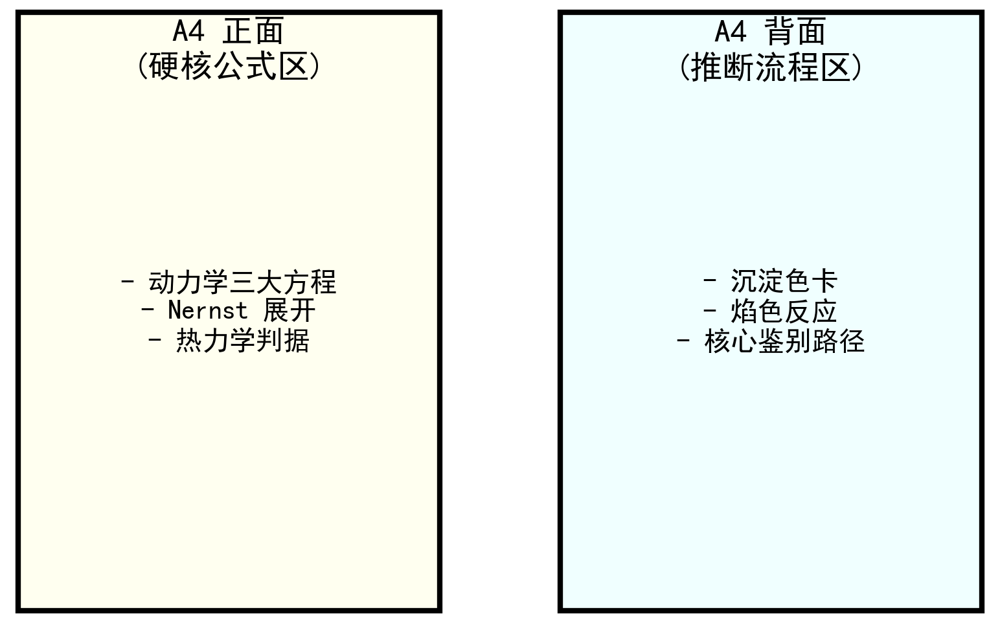 A4 正面
(硬核公式区)
- 动力学三大方程
- Nernst 展开
- 热力学判据
A4 背面
(推断流程区)
- 沉淀色卡
- 焰色反应
- 核心鉴别路径